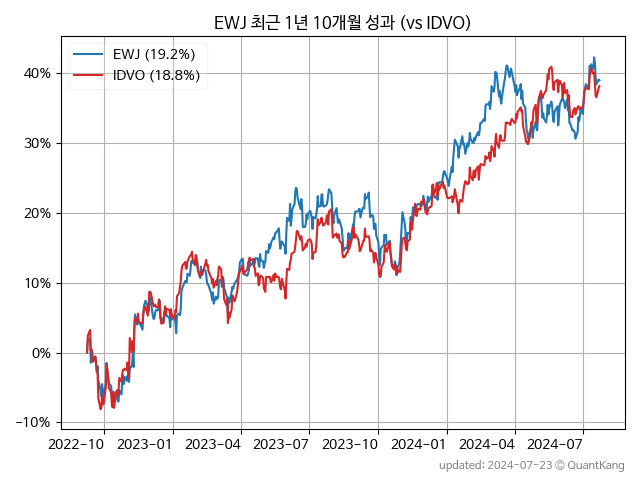 EWJ 최근 1년 10개월 성과 (vs IDVO)
EWJ (19.2%)
IDVO (18.8%)
40%
30%
20%
10%
0%
−10%
2022−10 2023−01 2023−04 2023−07 2023−10 2024−01 2024−04 2024−07
updated: 2024-07-23 © QuantKang